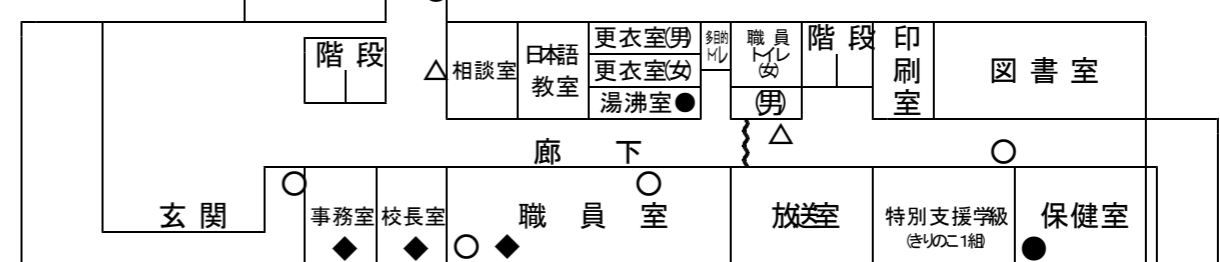 階段
相談室
日本語
教室
更衣室(男)
更衣室(女)
湯沸室
多目的
トイレ
職員
トイレ
(女)
(男)
階段
印
刷
室
図書室
廊下
玄関
事務室
校長室
職員室
放送室
特別支援学級
(きりのこ1組)
保健室